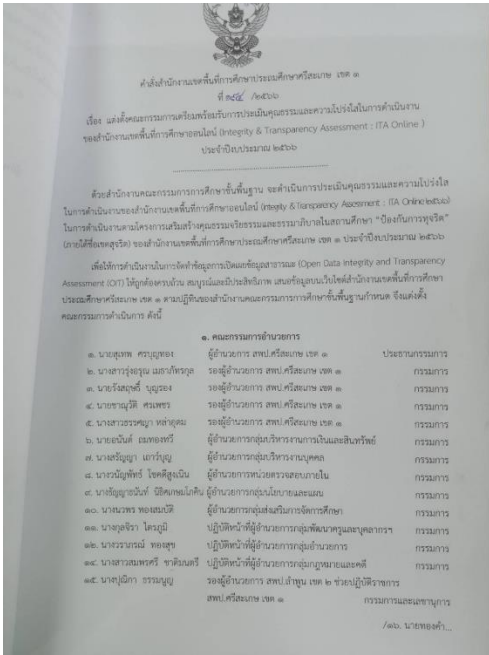 คำสั่งสำนักงานเขตพื้นที่การศึกษาประถมศึกษาศรีสะเกษ เขต ๑
ที่ ๑๙๔ /๒๕๖๖
เรื่อง แต่งตั้งคณะกรรมการเตรียมพร้อมรับการประเมินคุณธรรมและความโปร่งใสในการดำเนินงาน
ของสำนักงานเขตพื้นที่การศึกษาออนไลน์ (Integrity & Transparency Assessment : ITA Online )
ประจำปีงบประมาณ ๒๕๖๖
ด้วยสำนักงานคณะกรรมการการศึกษาขั้นพื้นฐาน จะดำเนินการประเมินคุณธรรมและความโปร่งใส
ในการดำเนินงานของสำนักงานเขตพื้นที่การศึกษาออนไลน์ (Integrity & Transparency Assessment : ITA Online ๒๕๖๖)
ในการดำเนินงานตามโครงการเสริมสร้างคุณธรรมจริยธรรมและธรรมาภิบาลในสถานศึกษา "ป้องกันการทุจริต"
(ภายใต้ชื่อเขตสุจริต) ของสำนักงานเขตพื้นที่การศึกษาประถมศึกษาศรีสะเกษ เขต ๑ ประจำปีงบประมาณ ๒๕๖๖
เพื่อให้การดำเนินงานในการจัดทำข้อมูลการเปิดเผยข้อมูลสาธารณะ (Open Data Integrity and Transparency
Assessment (OIT) ให้ถูกต้องครบถ้วน สมบูรณ์และมีประสิทธิภาพ เสนอข้อมูลบนเว็บไซต์สำนักงานเขตพื้นที่การศึกษา
ประถมศึกษาศรีสะเกษ เขต ๑ ตามปฏิทินของสำนักงานคณะกรรมการการศึกษาขั้นพื้นฐานกำหนด จึงแต่งตั้ง
คณะกรรมการดำเนินการ ดังนี้
๑. คณะกรรมการอำนวยการ
๑. นายสุเทพ ศรบุญทอง ผู้อำนวยการ สพป.ศรีสะเกษ เขต ๑ ประธานกรรมการ
๒. นางสาวรุ่งอรุณ เมธาภัทรกุล รองผู้อำนวยการ สพป.ศรีสะเกษ เขต ๑ กรรมการ
๓. นายรังสฤษธิ์ บุญรอง รองผู้อำนวยการ สพป.ศรีสะเกษ เขต ๑ กรรมการ
๔. นายชาญวัติ ศรเพชร รองผู้อำนวยการ สพป.ศรีสะเกษ เขต ๑ กรรมการ
๕. นางสาวธรรศญา หล่าอุดม รองผู้อำนวยการ สพป.ศรีสะเกษ เขต ๑ กรรมการ
๖. นายอนันต์ ผู้อำนวยการกลุ่มบริหารงานการเงินและสินทรัพย์ กรรมการ
๗. นางสรัญญา เถาว์บุญ ผู้อำนวยการกลุ่มบริหารงานบุคคล กรรมการ
๘. นางวนัญพัทธ์ โชคดีสูงเนิน ผู้อำนวยการหน่วยตรวจสอบภายใน กรรมการ
๙. นางธัญญาธนันท์ นิธิคเกษมโภคิน ผู้อำนวยการกลุ่มนโยบายและแผน กรรมการ
๑๐. นางนวพร ทองสมบัติ ผู้อำนวยการกลุ่มส่งเสริมการจัดการศึกษา กรรมการ
๑๑. นางกุลจิรา ไตรภูมิ ปฏิบัติหน้าที่ผู้อำนวยการกลุ่มพัฒนาครูและบุคลากรฯ กรรมการ
๑๒. นางวราภรณ์ ทองสุข ปฏิบัติหน้าที่ผู้อำนวยการกลุ่มอำนวยการ กรรมการ
๑๔. นางสาวสมพรศรี ชาติมนตรี ปฏิบัติหน้าที่ผู้อำนวยการกลุ่มกฎหมายและคดี กรรมการ
๑๕. นางปุณิกา ธรรมนูญ รองผู้อำนวยการ สพป.ลำพูน เขต ๒ ช่วยปฏิบัติราชการ
สพป.ศรีสะเกษ เขต ๑ กรรมการและเลขานุการ
/๑๖. นายทองคำ...